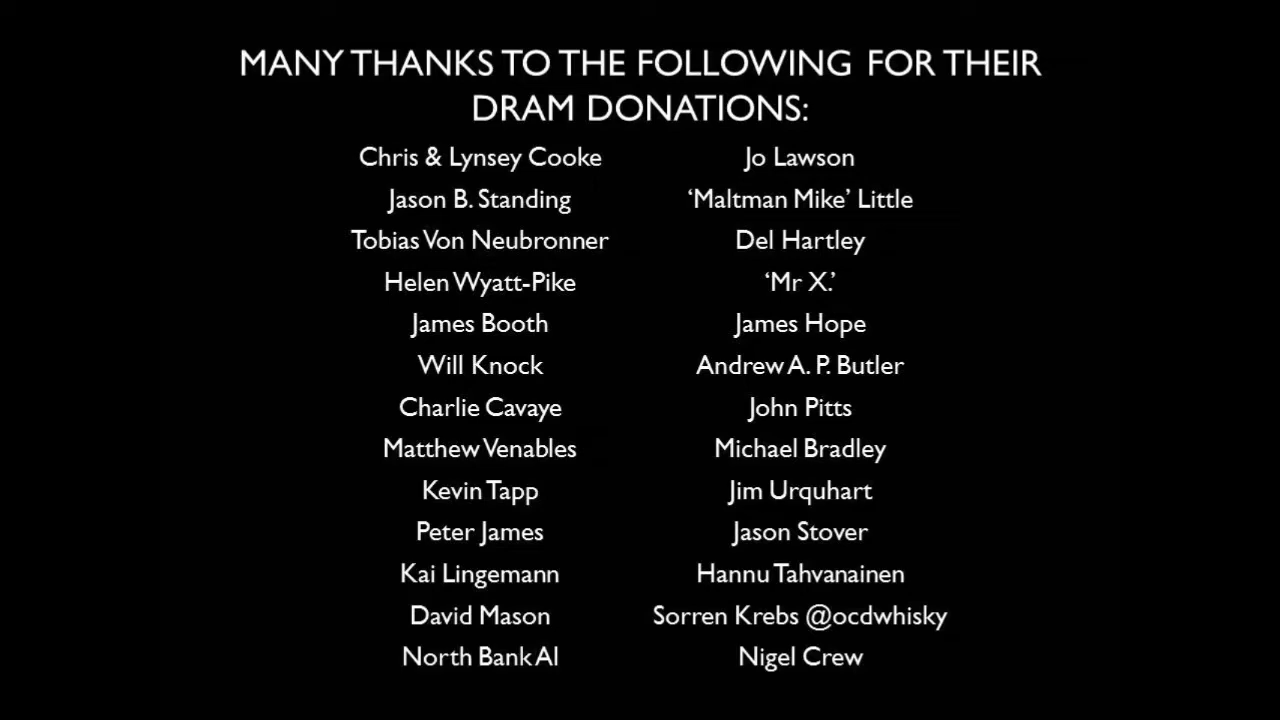 MANY THANKS TO THE FOLLOWING FOR THEIR
DRAM DONATIONS:
Chris & Lynsey Cooke
Jason B. Standing
Tobias Von Neubronner
Helen Wyatt-Pike
James Booth
Will Knock
Charlie Cavaye
Matthew Venables
Kevin Tapp
Peter James
Kai Lingemann
David Mason
North Bank Al
Jo Lawson
‘Maltman Mike’ Little
Del Hartley
‘Mr X.’
James Hope
Andrew A. P. Butler
John Pitts
Michael Bradley
Jim Urquhart
Jason Stover
Hannu Tahvanainen
Sorren Krebs @ocdwhisky
Nigel Crew